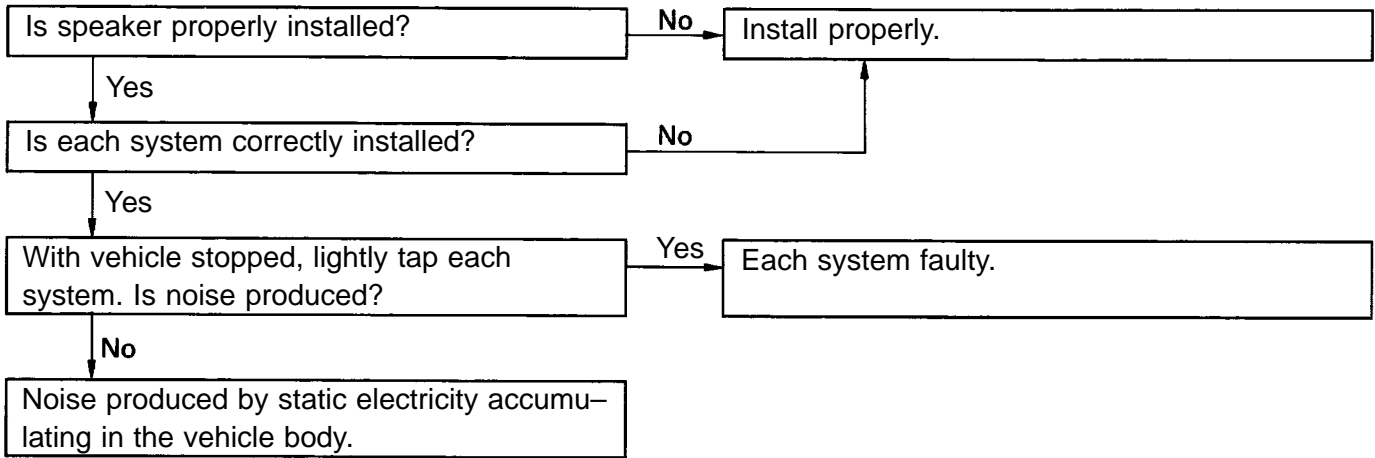 Is speaker properly installed?
No
Install properly.
Yes
Is each system correctly installed?
No
Yes
With vehicle stopped, lightly tap each
system. Is noise produced?
Yes
Each system faulty.
No
Noise produced by static electricity accumu–
lating in the vehicle body.